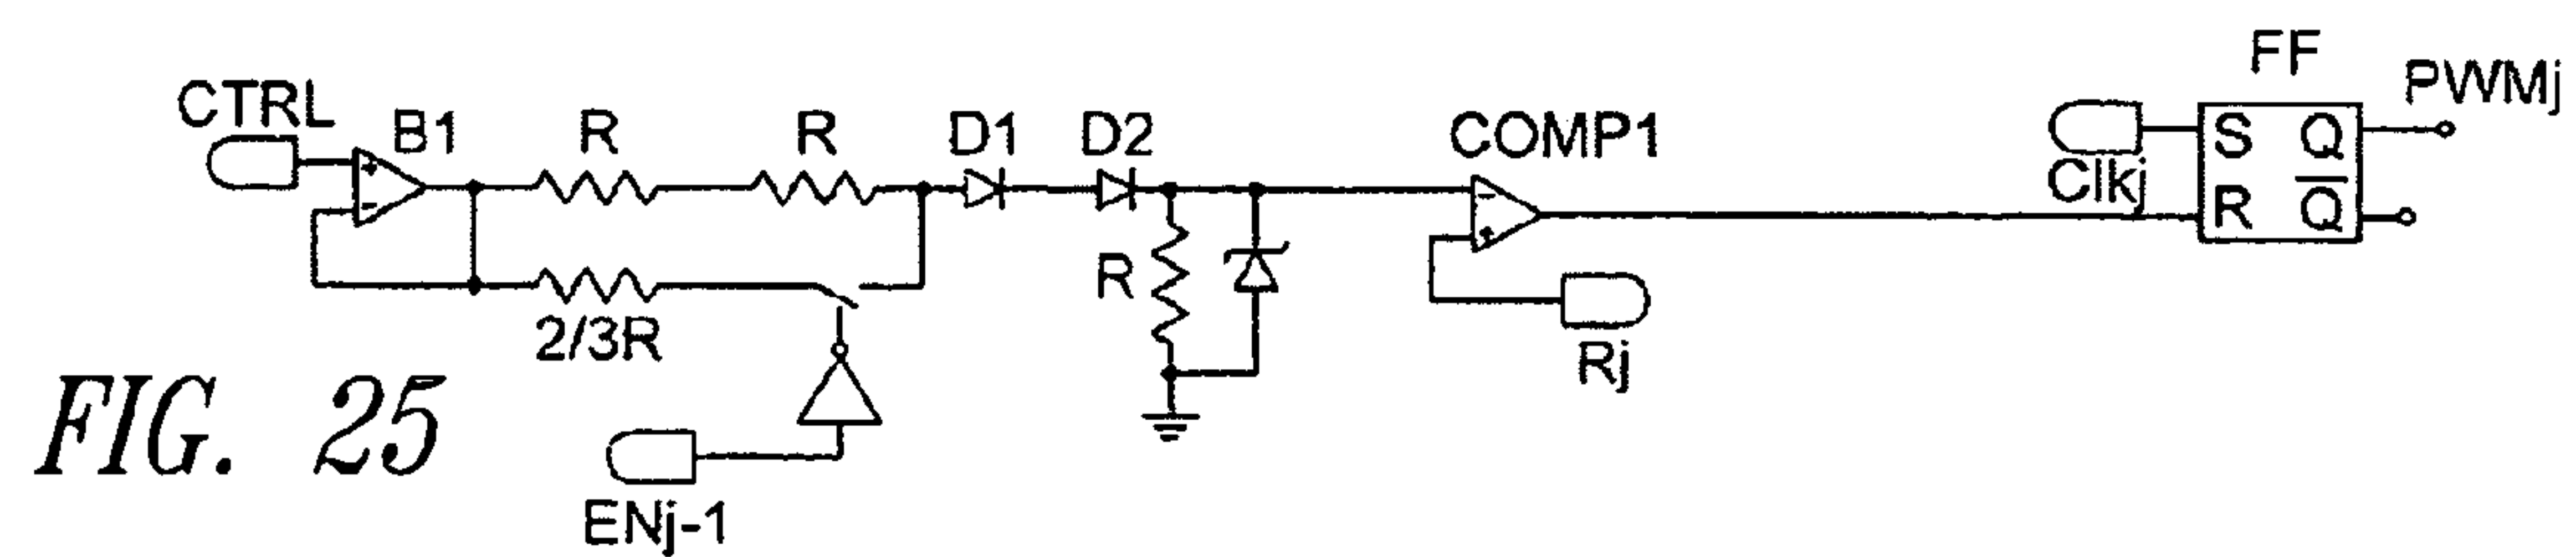 FF
PWMj
CTRL
B1
R
R
D1
D2
COMP1
S
Q
Clkj
R
Q
+
-
-
+
R
2/3R
Rj
ENj-1
FIG. 25